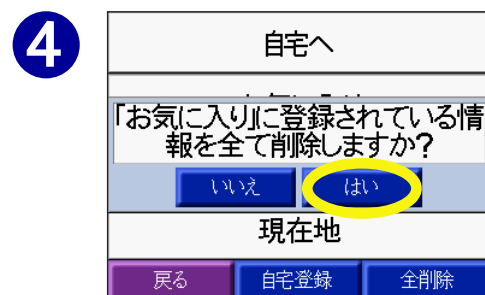 4
自宅へ
「お気に入り」に登録されている情
報を全て削除しますか?
いいえ はい
現在地
戻る 自宅登録 全削除